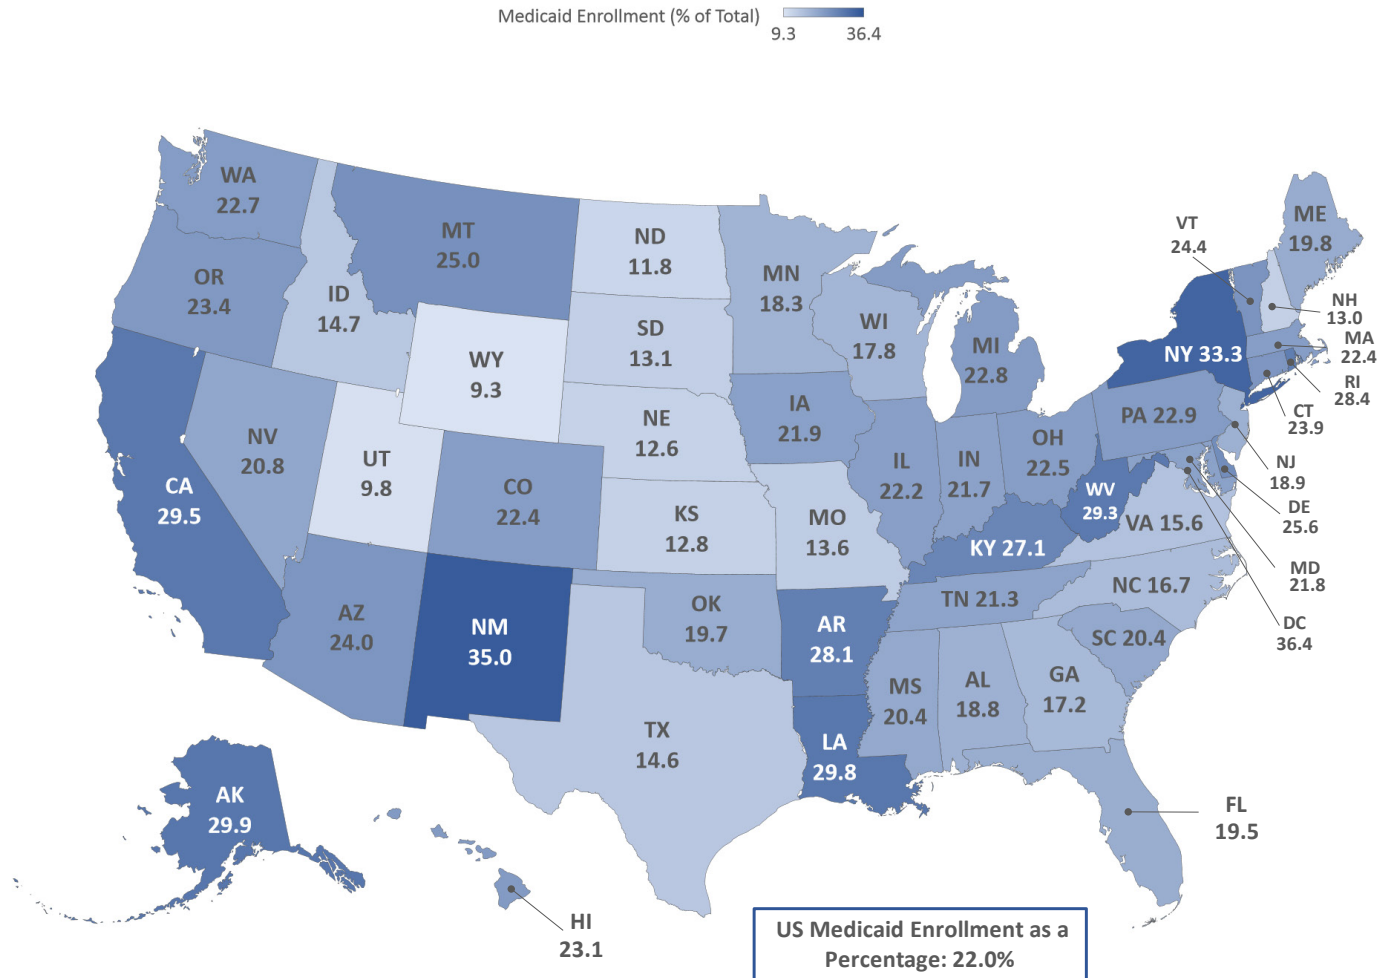 Medicaid Enrollment (% of Total)
9.3 36.4
WA
22.7
MT
25.0
ND
11.8
MN
18.3
VT
24.4
ME
19.8
OR
23.4
ID
14.7
SD
13.1
WI
17.8
MI
22.8
NY 33.3
NH
13.0
MA
22.4
RI
28.4
CT
23.9
WY
9.3
NE
12.6
IA
21.9
PA 22.9
NJ
18.9
NV
20.8
UT
9.8
CO
22.4
IL
22.2
IN
21.7
OH
22.5
WV
29.3
DE
25.6
CA
29.5
KS
12.8
MO
13.6
KY 27.1
VA 15.6
MD
21.8
DC
36.4
AZ
24.0
NM
35.0
OK
19.7
AR
28.1
TN 21.3
NC 16.7
SC 20.4
TX
14.6
LA
29.8
MS
20.4
AL
18.8
GA
17.2
AK
29.9
FL
19.5
HI
23.1
US Medicaid Enrollment as a
Percentage: 22.0%